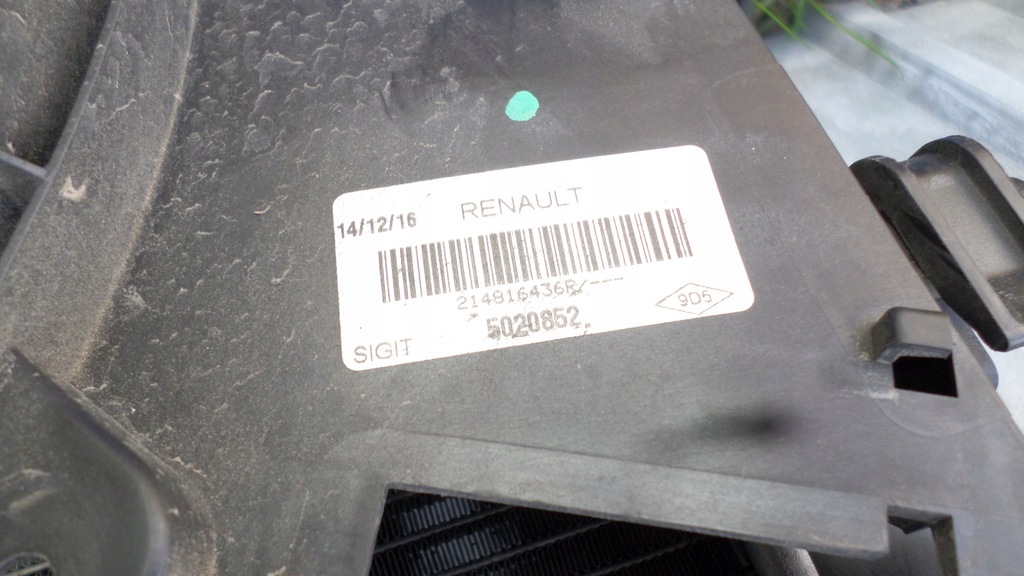 RENAULT
14/12/16
214816436R/---
9D5
5020852
SIGIT